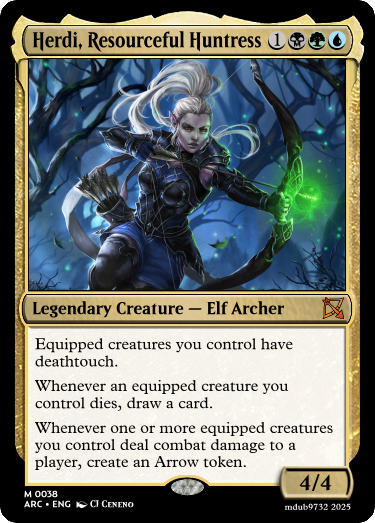 Herdi, Resourceful Huntress 1
Legendary Creature — Elf Archer
Equipped creatures you control have
deathtouch.
Whenever an equipped creature you
control dies, draw a card.
Whenever one or more equipped creatures
you control deal combat damage to a
player, create an Arrow token.
4/4
M 0038
ARC • ENG CJ Ceneno
mdub9732 2025